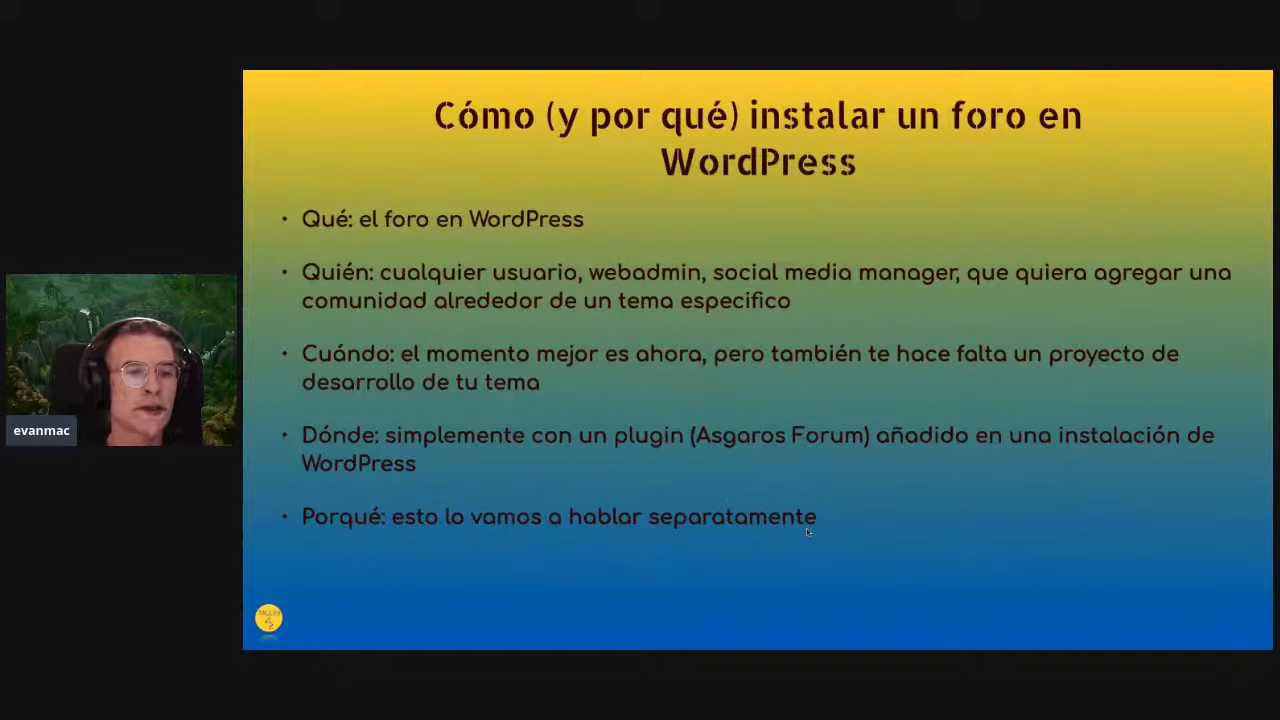 Cómo (y por qué) instalar un foro en
WordPress
• Qué: el foro en WordPress
• Quién: cualquier usuario, webadmin, social media manager, que quiera agregar una
comunidad alrededor de un tema especifico
• Cuándo: el momento mejor es ahora, pero también te hace falta un proyecto de
desarrollo de tu tema
• Dónde: simplemente con un plugin (Asgaros Forum) añadido en una instalación de
WordPress
• Porqué: esto lo vamos a hablar separatamente
evanmac
TALLER